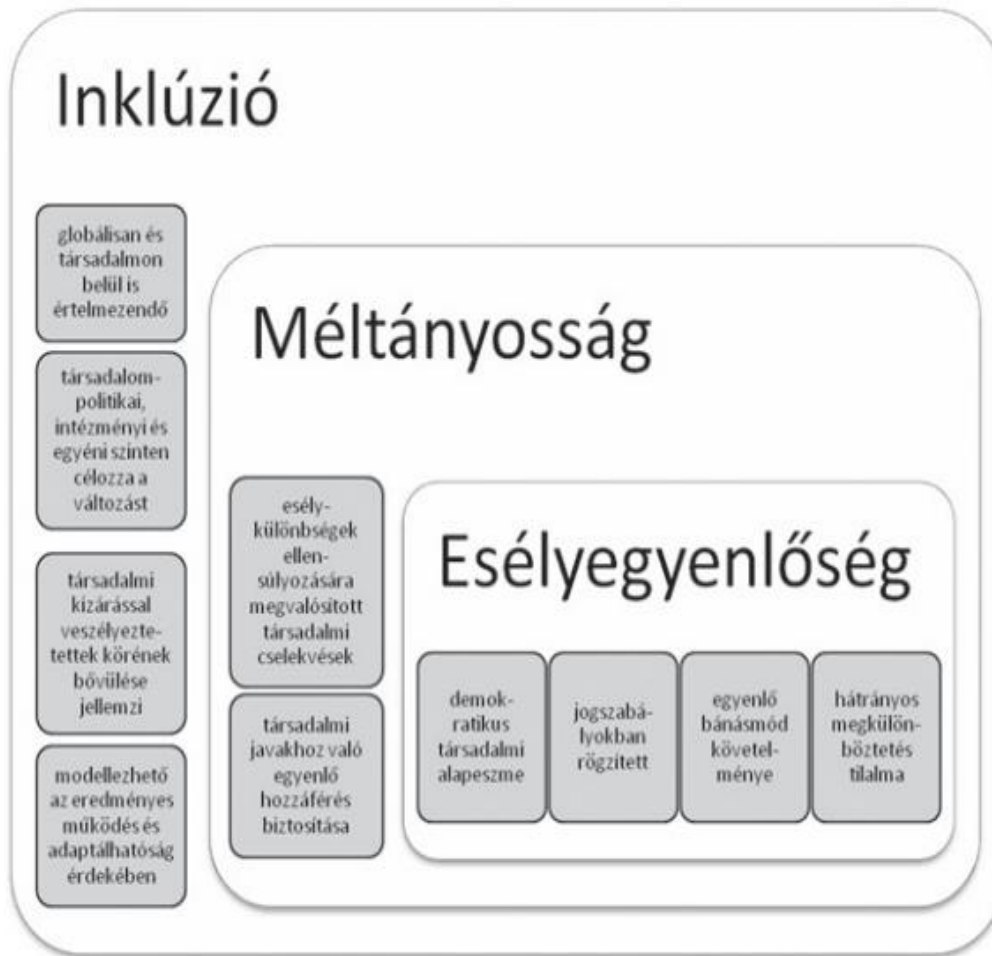 Inklúzió
globálisan és
társadalmon
belül is
értelmezendő
társadalom-
politikai,
intézményi és
egyéni szinten
célozza a
változást
társadalmi
kizárással
veszélyezte-
tettek körének
bővülése
jellemzi
modellezhető
az eredményes
működés és
adaptálhatóság
érdekében
Méltányosság
esély-
különbségek
ellen-
súlyozására
megvalósított
társadalmi
cselekvések
társadalmi
javakhoz való
egyenlő
hozzáférés
biztosítása
Esélyegyenlőség
demok-
ratikus
társadalmi
alapeszme
jogszabá-
lyokban
rögzített
egyenlő
bánásmód
követel-
ménye
hátrányos
megkülön-
böztetés
tilalma